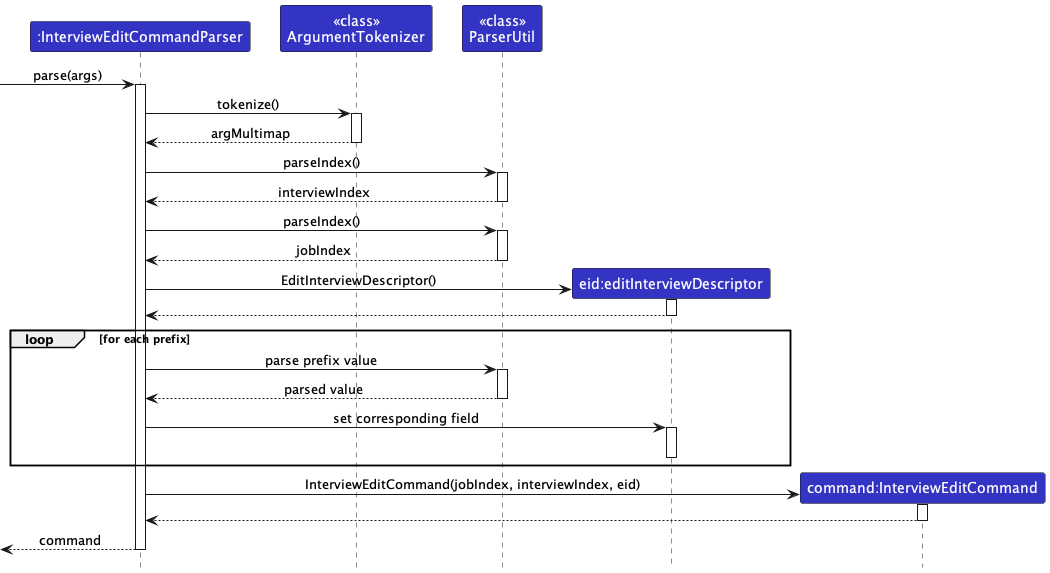 :InterviewEditCommandParser
«class»
ArgumentTokenizer
«class»
ParserUtil
parse(args)
tokenize()
argMultimap
parseIndex()
interviewIndex
parseIndex()
jobIndex
EditInterviewDescriptor()
eid:editInterviewDescriptor
loop
[for each prefix]
parse prefix value
parsed value
set corresponding field
InterviewEditCommand(jobIndex, interviewIndex, eid)
command:InterviewEditCommand
command